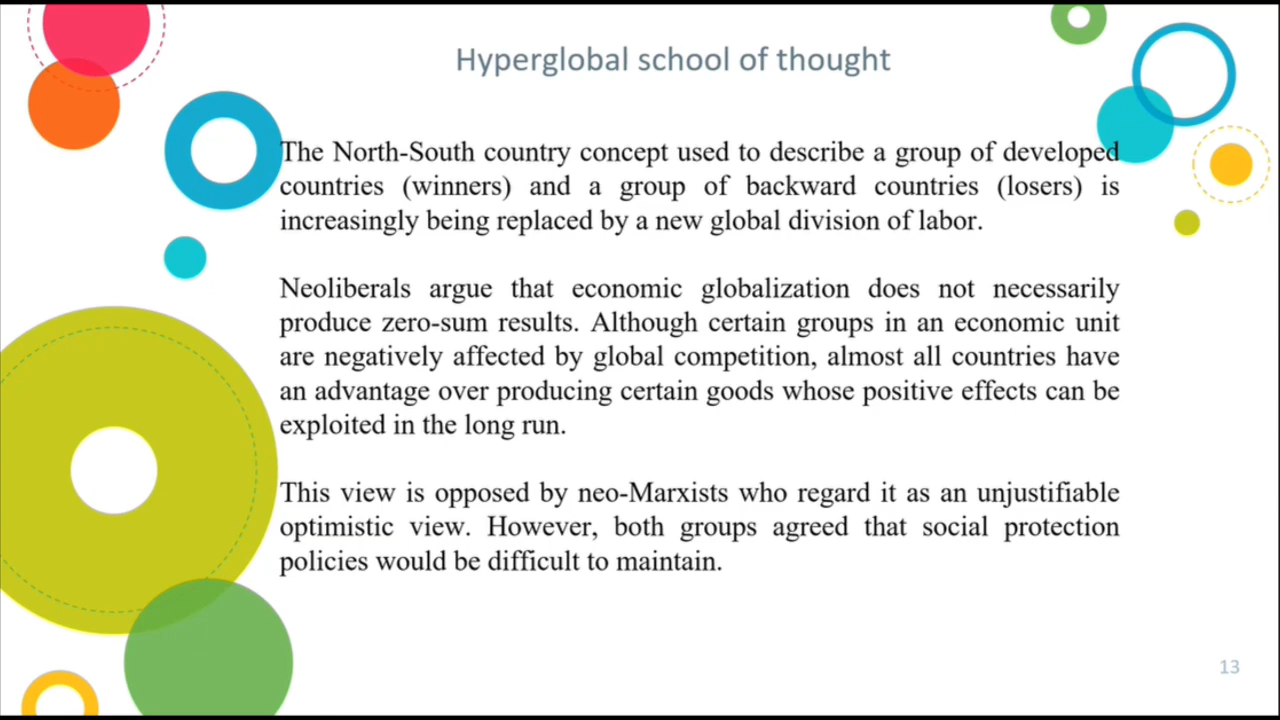 Hyperglobal school of thought
The North-South country concept used to describe a group of developed
countries (winners) and a group of backward countries (losers) is
increasingly being replaced by a new global division of labor.
Neoliberals argue that economic globalization does not necessarily
produce zero-sum results. Although certain groups in an economic unit
are negatively affected by global competition, almost all countries have
an advantage over producing certain goods whose positive effects can be
exploited in the long run.
This view is opposed by neo-Marxists who regard it as an unjustifiable
optimistic view. However, both groups agreed that social protection
policies would be difficult to maintain.
13